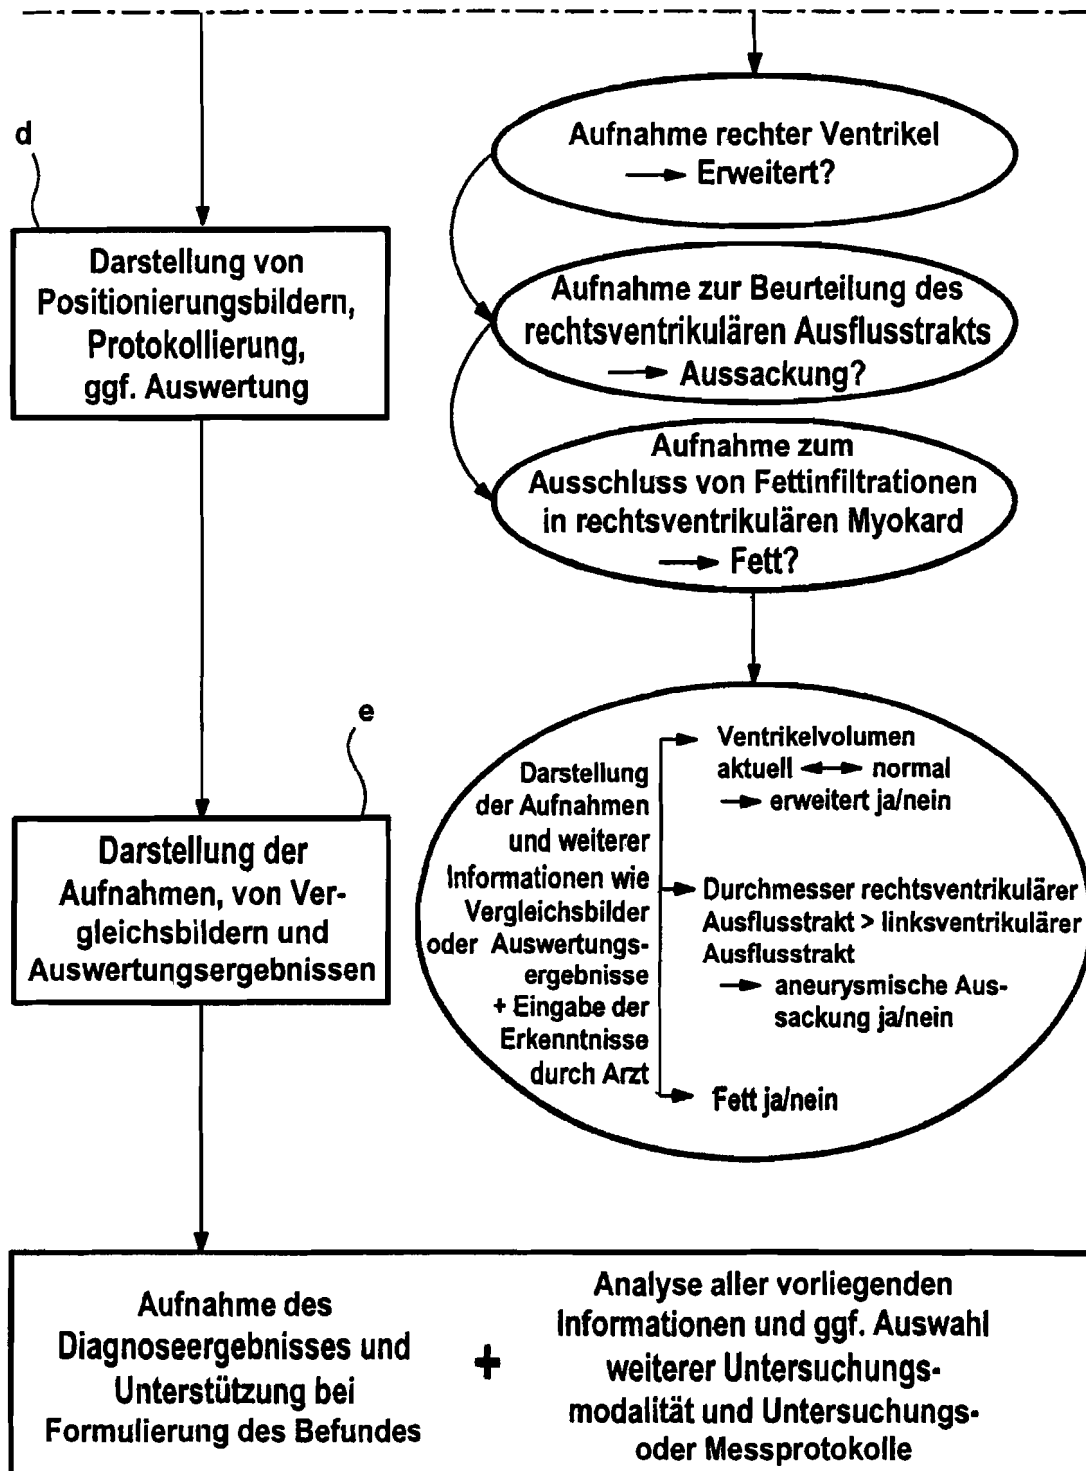 d
Darstellung von
Positionierungsbildern,
Protokollierung,
ggf. Auswertung
Aufnahme rechter Ventrikel
→ Erweitert?
Aufnahme zur Beurteilung des
rechtsventrikulären Ausflusstrakts
→ Aussackung?
Aufnahme zum
Ausschluss von Fettinfiltrationen
in rechtsventrikulären Myokard
→ Fett?
e
Darstellung der
Aufnahmen, von Ver-
gleichsbildern und
Auswertungsergebnissen
Darstellung
der Aufnahmen
und weiterer
Informationen wie
Vergleichsbilder
oder Auswertungs-
ergebnisse
+ Eingabe der
Erkenntnisse
durch Arzt
Ventrikelvolumen
aktuell ↔ normal
→ erweitert ja/nein
Durchmesser rechtsventrikulärer
Ausflusstrakt > linksventrikulärer
Ausflusstrakt
→ aneurysmische Aus-
sackung ja/nein
Fett ja/nein
Aufnahme des
Diagnoseergebnisses und
Unterstützung bei
Formulierung des Befundes
+
Analyse aller vorliegenden
Informationen und ggf. Auswahl
weiterer Untersuchungs-
modalität und Untersuchungs-
oder Messprotokolle